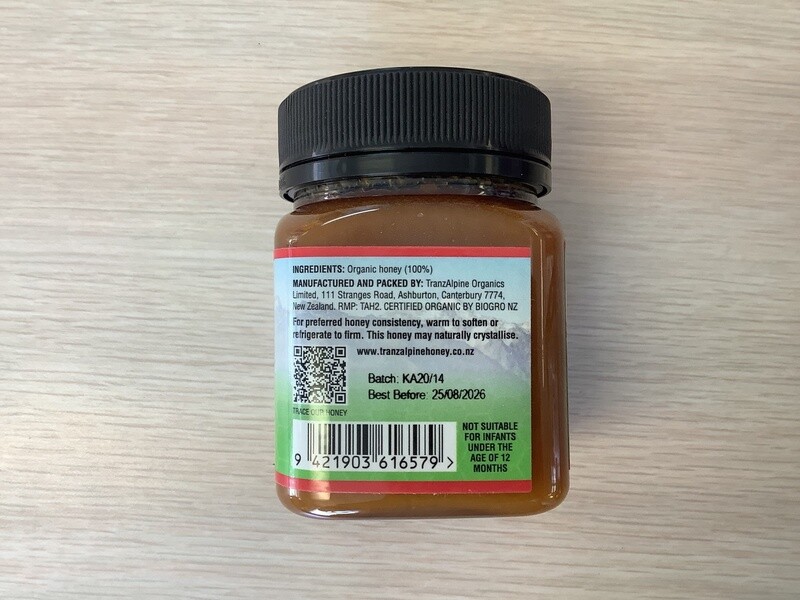 INGREDIENTS: Organic honey (100%)
MANUFACTURED AND PACKED BY: TranzAlpine Organics
Limited, 111 Stranges Road, Ashburton, Canterbury 7774,
New Zealand. RMP: TAH2. CERTIFIED ORGANIC BY BIOGRO NZ
For preferred honey consistency, warm to soften or
refrigerate to firm. This honey may naturally crystallise.
www.tranzalpinehoney.co.nz
Batch: KA20/14
Best Before: 25/08/2026
TRACE OUR HONEY
9 421903 616579 >
NOT SUITABLE
FOR INFANTS
UNDER THE
AGE OF 12
MONTHS